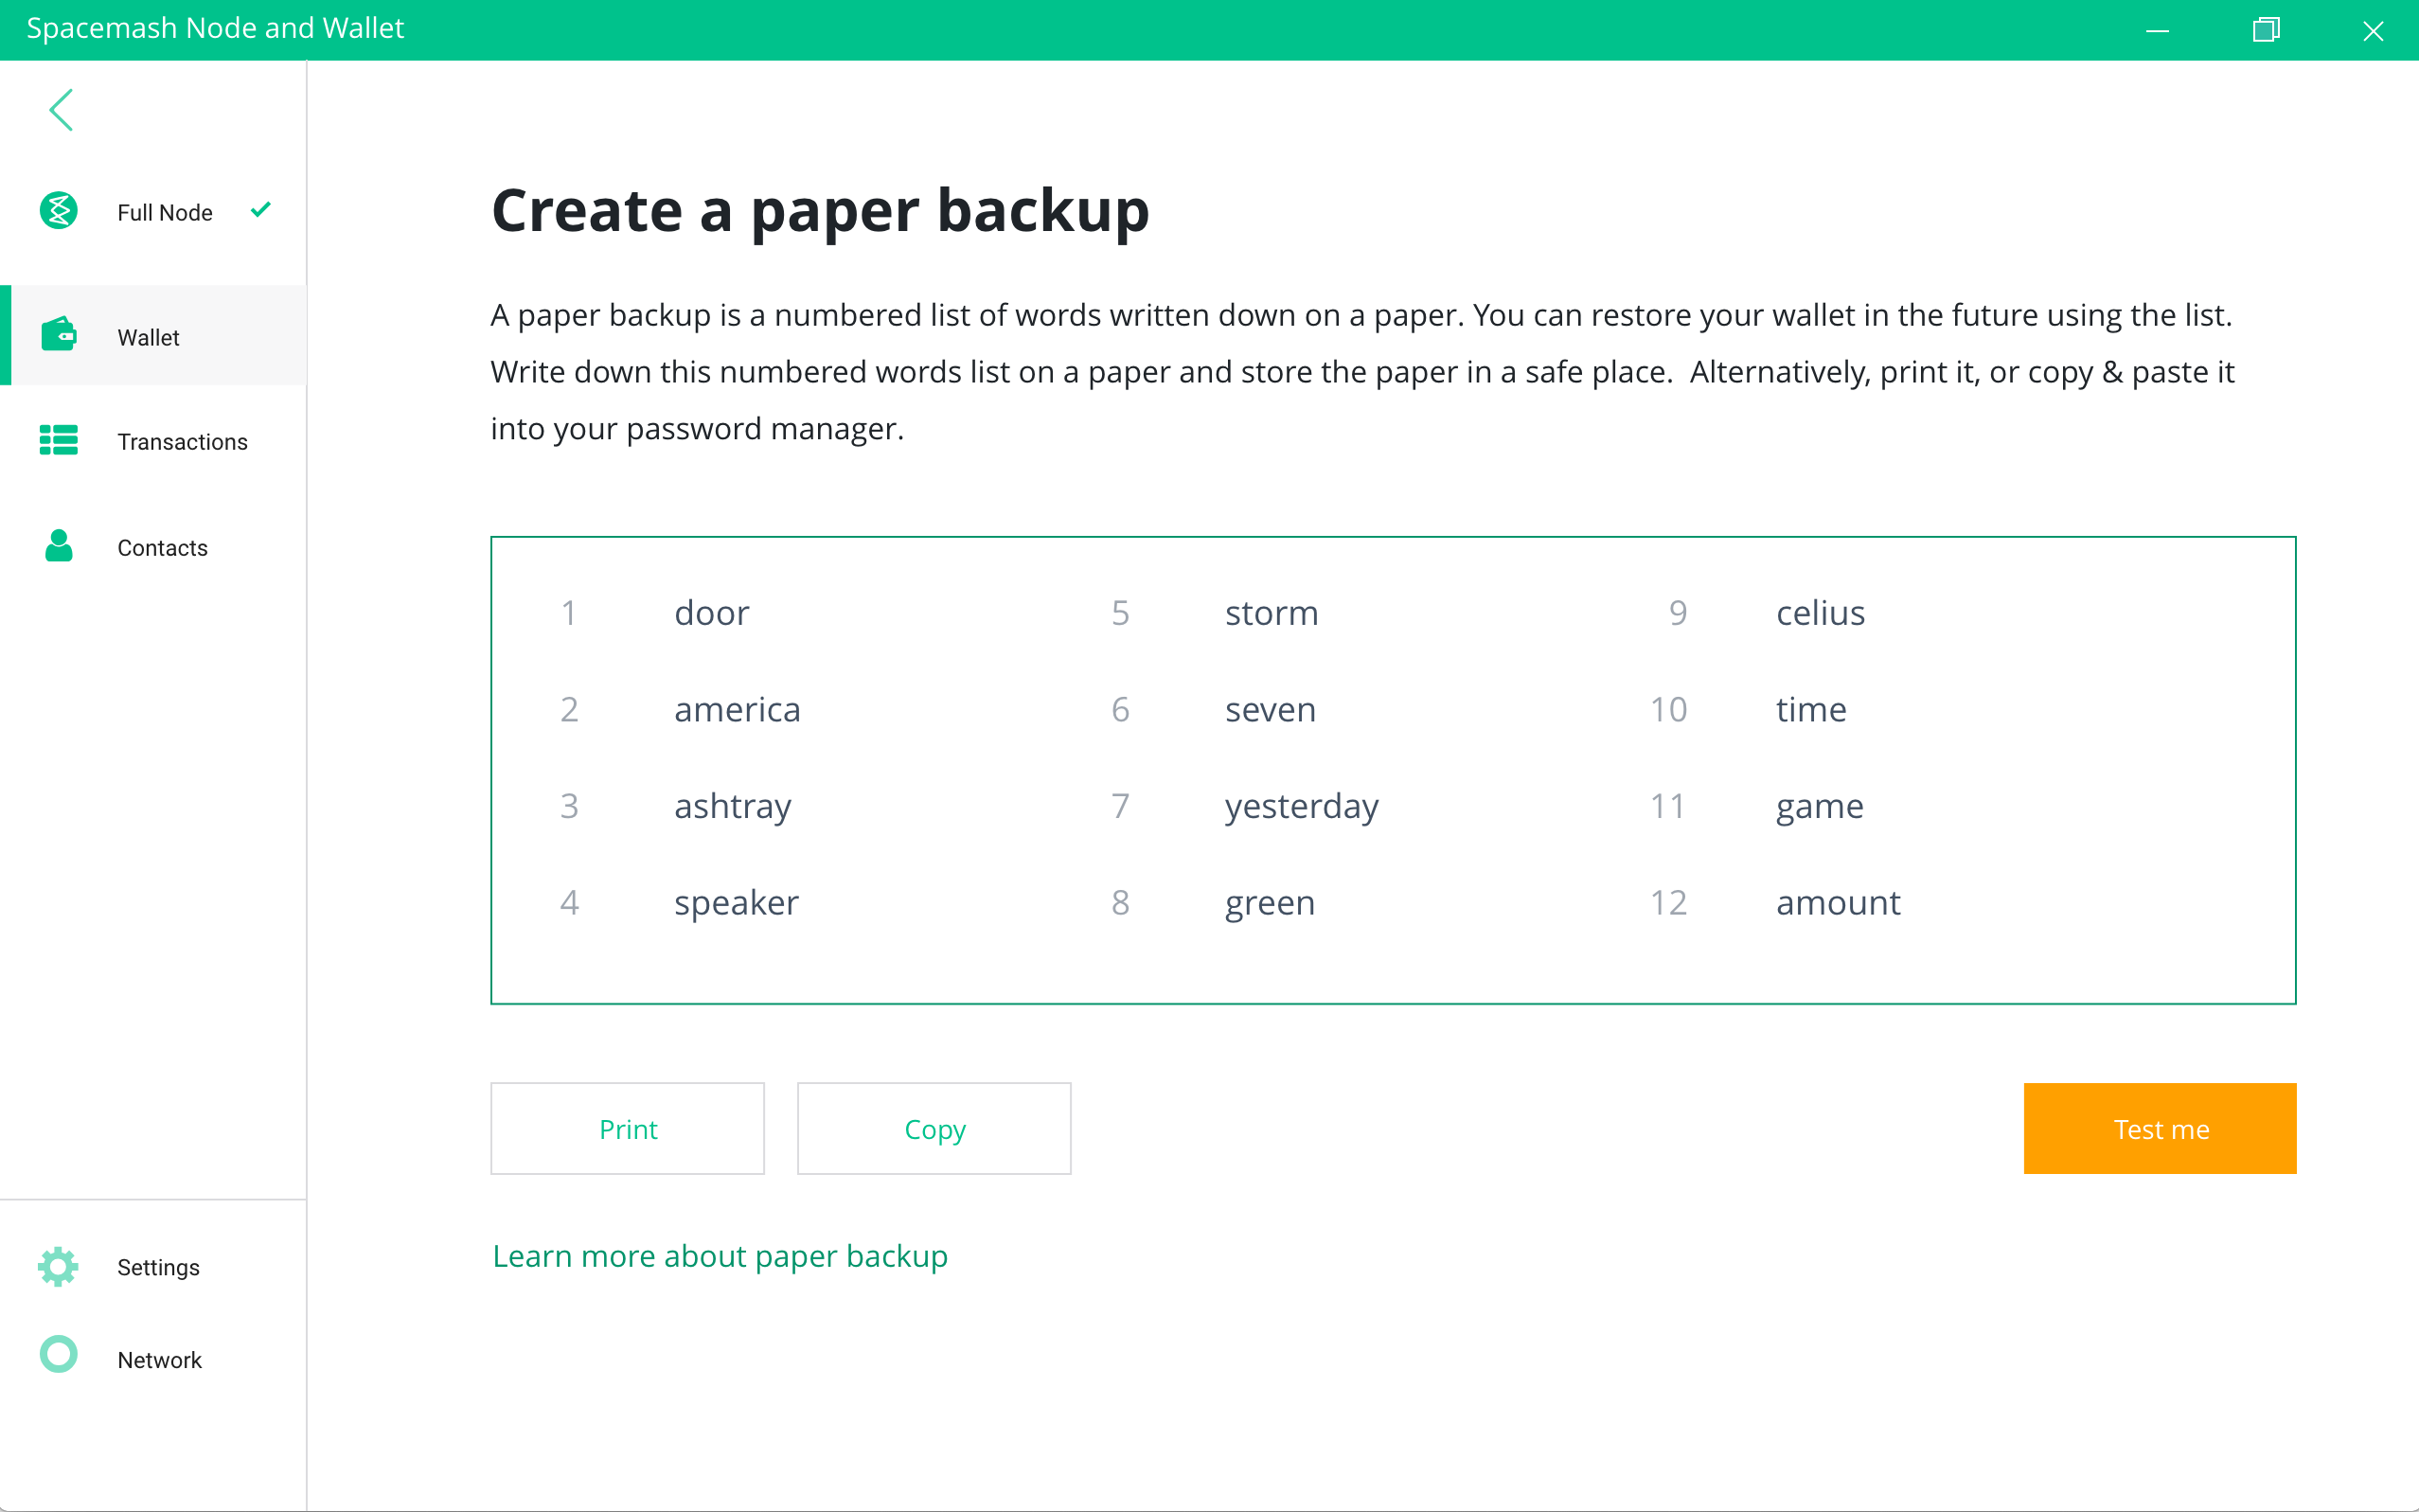 Spacemash Node and Wallet
Full Node
Wallet
Transactions
Contacts
Settings
Network
Create a paper backup
A paper backup is a numbered list of words written down on a paper. You can restore your wallet in the future using the list.
Write down this numbered words list on a paper and store the paper in a safe place.  Alternatively, print it, or copy & paste it
into your password manager.
1 door
2 america
3 ashtray
4 speaker
5 storm
6 seven
7 yesterday
8 green
9 celius
10 time
11 game
12 amount
Print
Copy
Test me
Learn more about paper backup